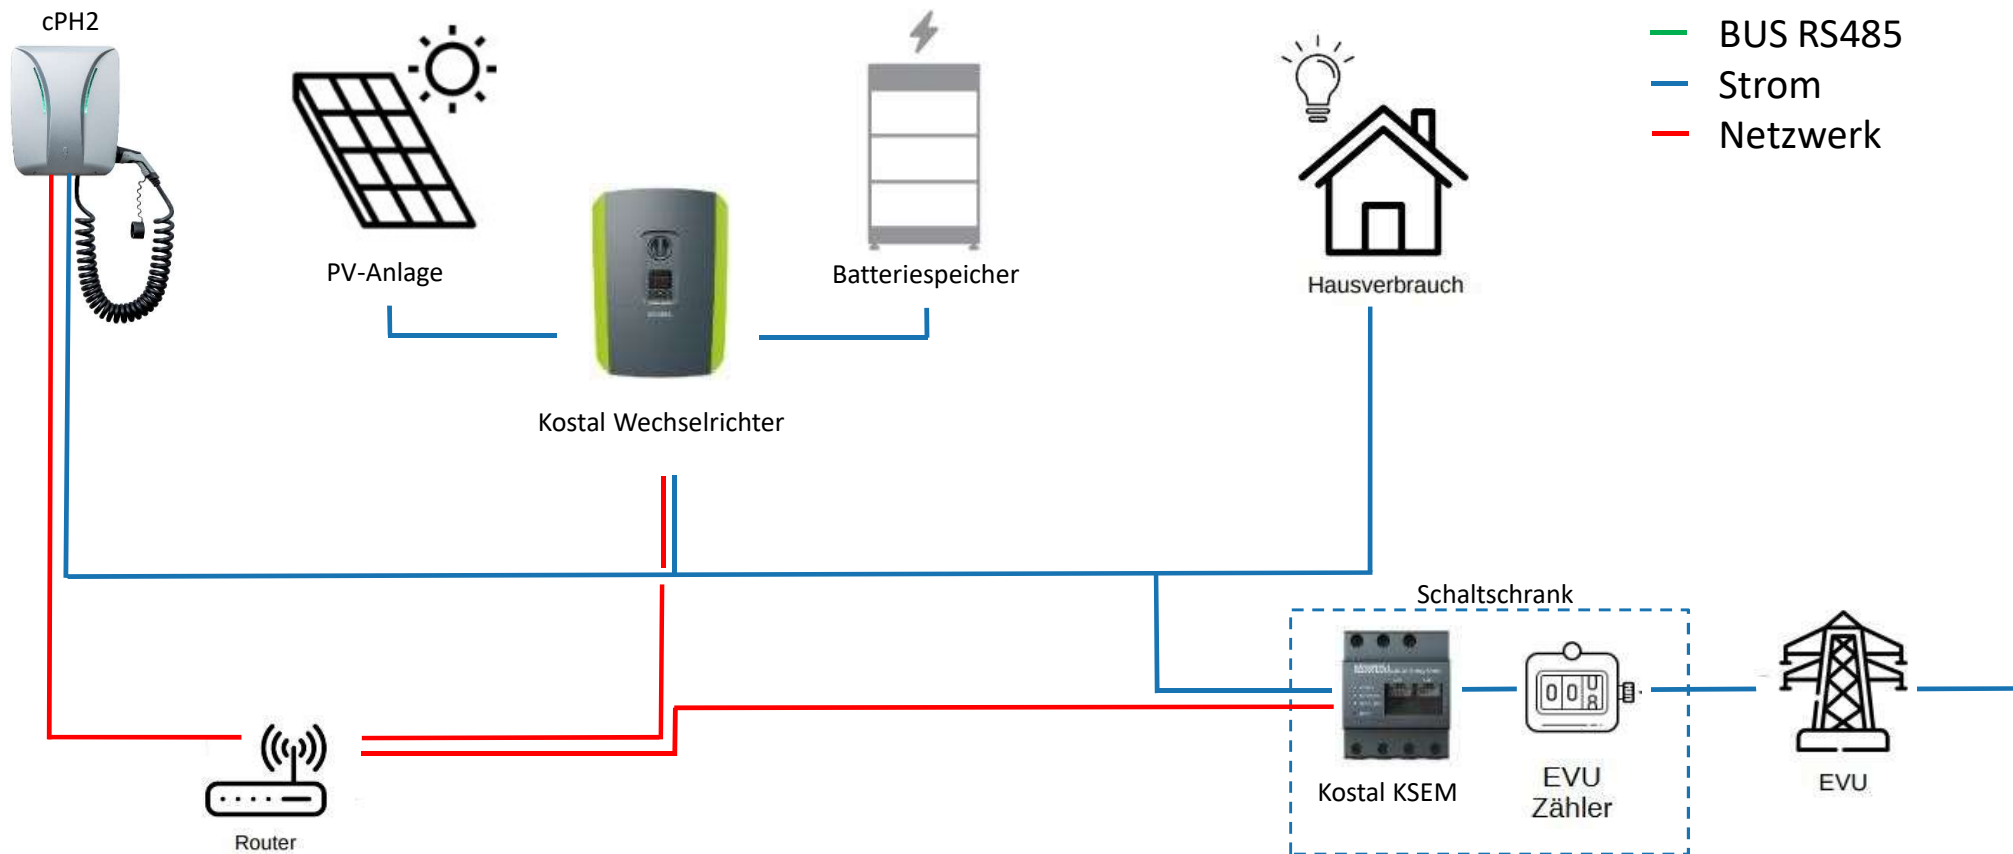 cPH2
BUS RS485
Strom
Netzwerk
PV-Anlage
Batteriespeicher
Hausverbrauch
Kostal Wechselrichter
Schaltschrank
Kostal KSEM
EVU
Zähler
EVU
Router